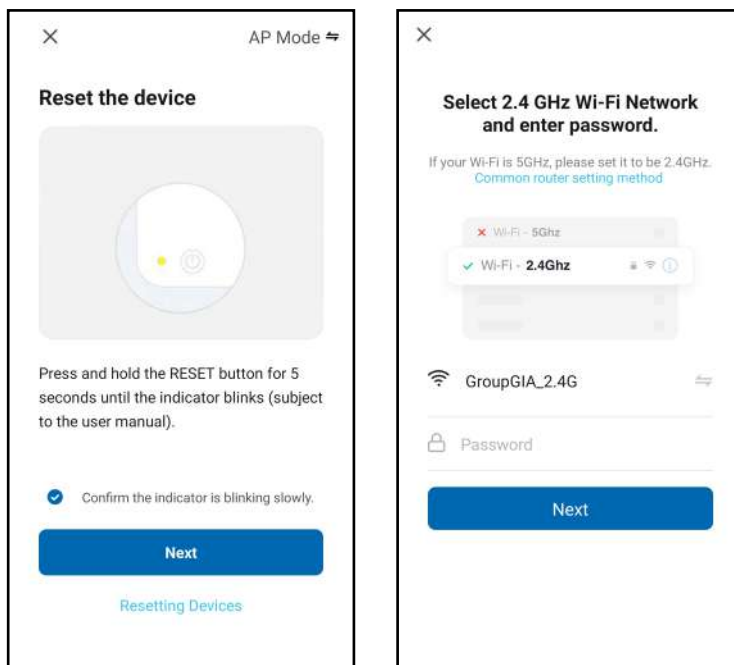 AP Mode
Reset the device
Press and hold the RESET button for 5
seconds until the indicator blinks (subject
to the user manual).
Confirm the indicator is blinking slowly.
Next
Resetting Devices
Select 2.4 GHz Wi-Fi Network
and enter password.
If your Wi-Fi is 5GHz, please set it to be 2.4GHz.
Common router setting method
Wi-Fi - 5Ghz
Wi-Fi - 2.4Ghz
GroupGIA_2.4G
Password
Next